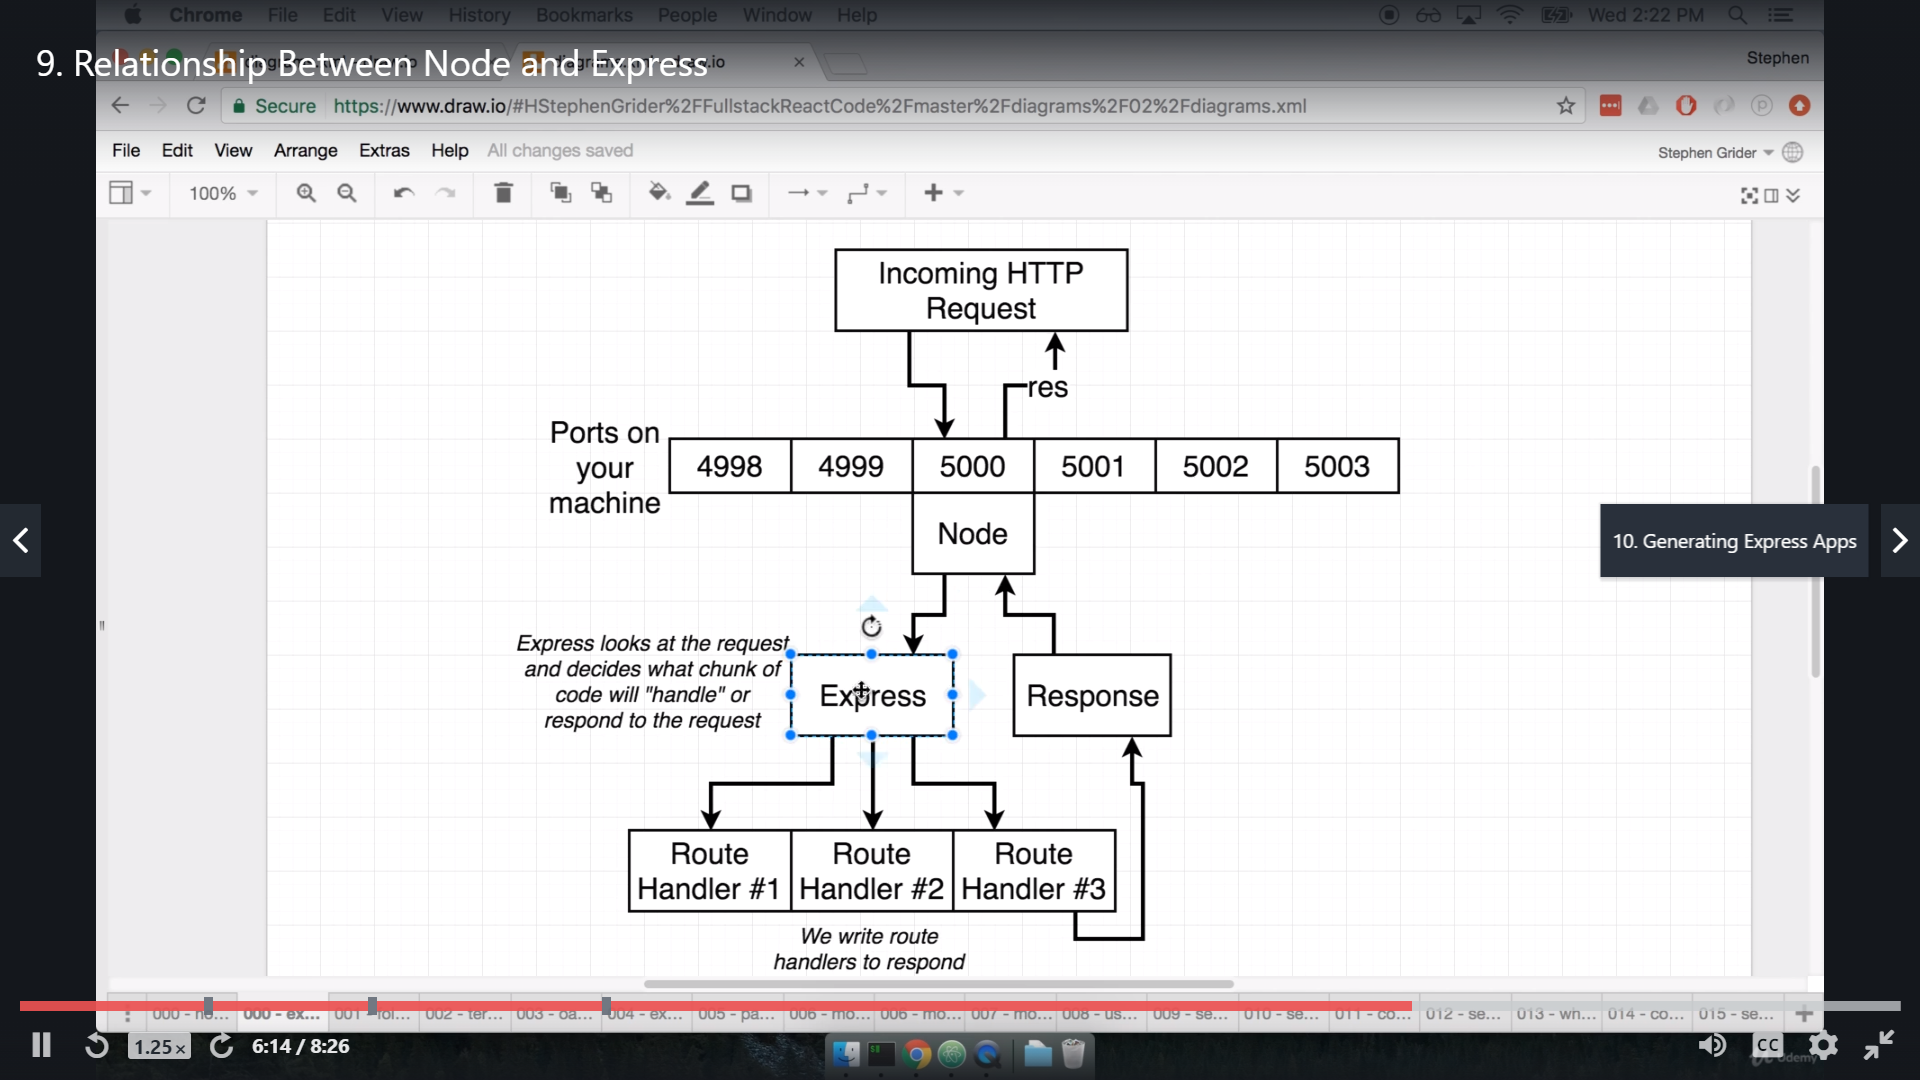 Chrome File Edit View History Bookmarks People Window Help Wed 2:22 PM
9. Relationship Between Node and Express
Stephen
Secure https://www.draw.io/#HStephenGrider%2FFullstackReactCode%2Fmaster%2Fdiagrams%2F02%2Fdiagrams.xml
File Edit View Arrange Extras Help All changes saved
Stephen Grider
100%
Incoming HTTP
Request
res
Ports on
your
machine
4998 4999 5000 5001 5002 5003
Node
10. Generating Express Apps
Express looks at the request
and decides what chunk of
code will "handle" or
respond to the request
Express
Response
Route
Handler #1
Route
Handler #2
Route
Handler #3
We write route
handlers to respond
000 - ex... 002 - ter... 003 - oa... 004 - ex... 005 - pa... 006 - mo... 006 - mo... 007 - mo... 008 - us... 009 - se... 010 - se... 011 - co... 012 - se... 013 - wn... 014 - co... 015 - se...
1.25x
6:14 / 8:26
CC
Udemy